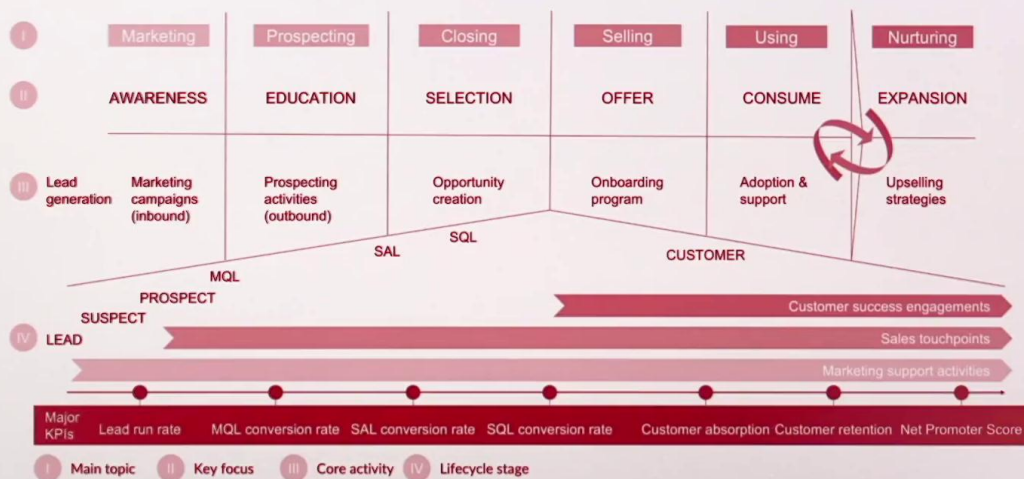 I
Marketing
Prospecting
Closing
Selling
Using
Nurturing
II
AWARENESS
EDUCATION
SELECTION
OFFER
CONSUME
EXPANSION
III
Lead
generation
Marketing
campaigns
(inbound)
Prospecting
activities
(outbound)
Opportunity
creation
Onboarding
program
Adoption &
support
Upselling
strategies
SQL
SAL
CUSTOMER
MQL
PROSPECT
SUSPECT
IV
LEAD
Customer success engagements
Sales touchpoints
Marketing support activities
Major
KPIs
Lead run rate
MQL conversion rate
SAL conversion rate
SQL conversion rate
Customer absorption
Customer retention
Net Promoter Score
I Main topic
II Key focus
III Core activity
IV Lifecycle stage